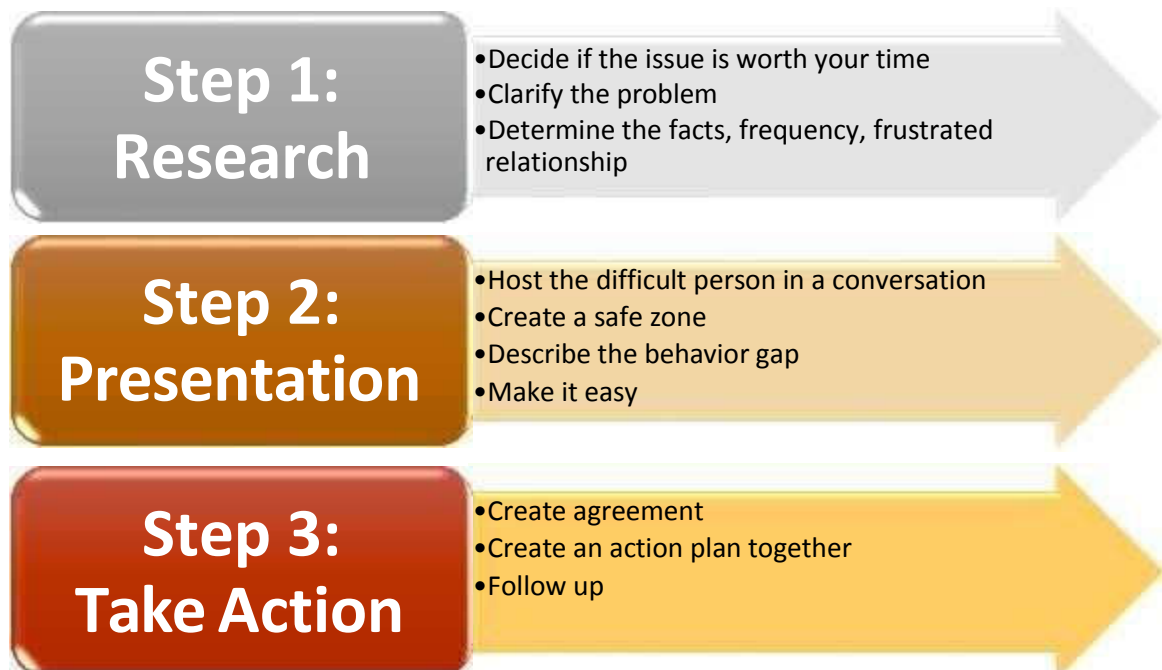 Step 1:
Research
•Decide if the issue is worth your time
•Clarify the problem
•Determine the facts, frequency, frustrated
relationship
Step 2:
Presentation
•Host the difficult person in a conversation
•Create a safe zone
•Describe the behavior gap
•Make it easy
Step 3:
Take Action
•Create agreement
•Create an action plan together
•Follow up